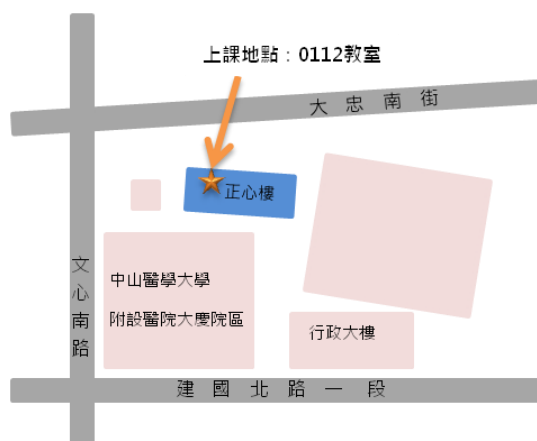 上課地點：0112教室
大忠南街
正心樓
文心南路
中山醫學大學
附設醫院大慶院區
行政大樓
建國北路一段